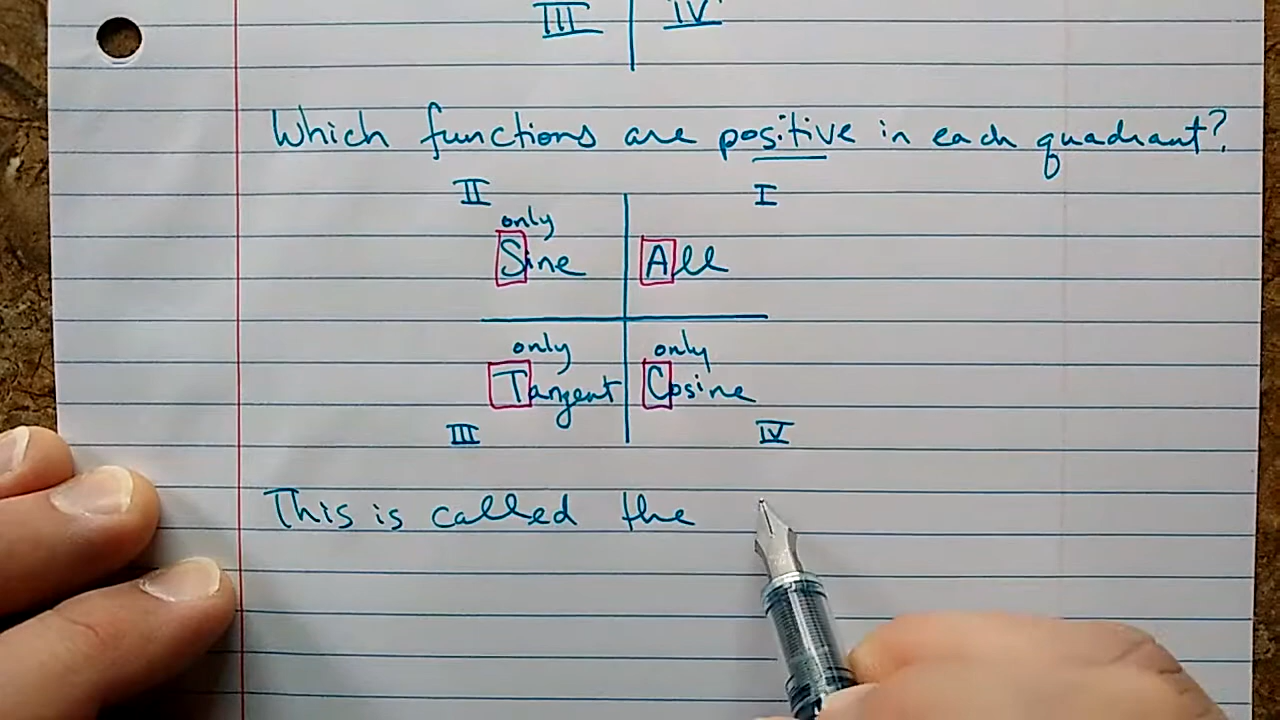 III IV
Which functions are positive in each quadrant?
II I
only
Sine All
only only
Tangent Cosine
III IV
This is called the